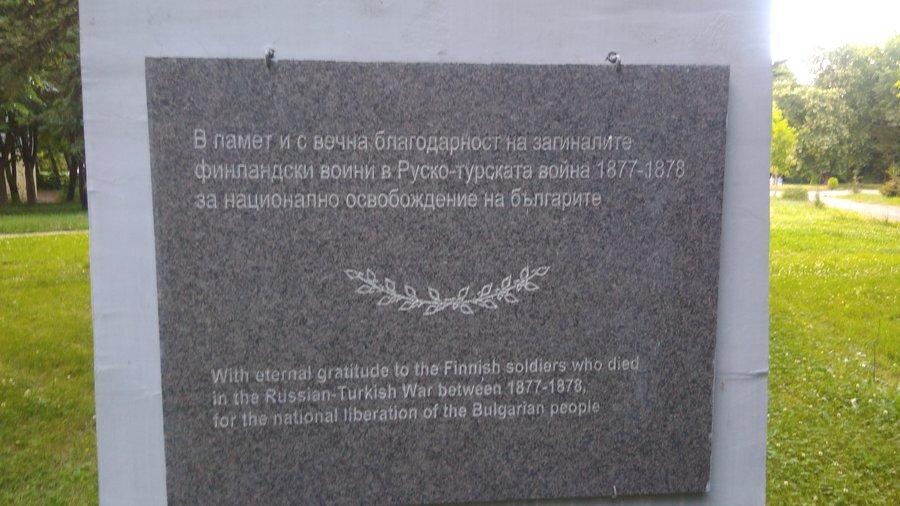 В памет и с вечна благодарност на загиналите
финландски воини в Руско-турската война 1877-1878
за национално освобождение на българите
With eternal gratitude to the Finnish soldiers who died
in the Russian-Turkish War between 1877-1878,
for the national liberation of the Bulgarian people